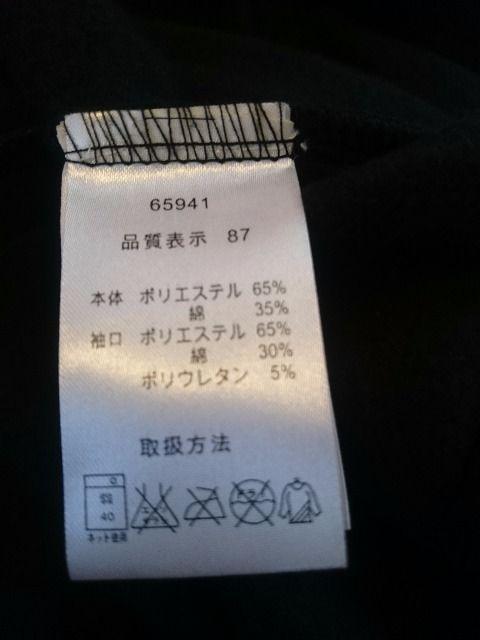 65941
品質表示 87
本体 ポリエステル 65%
綿 35%
袖口 ポリエステル 65%
綿 30%
ポリウレタン 5%
取扱方法
40
ネット使用